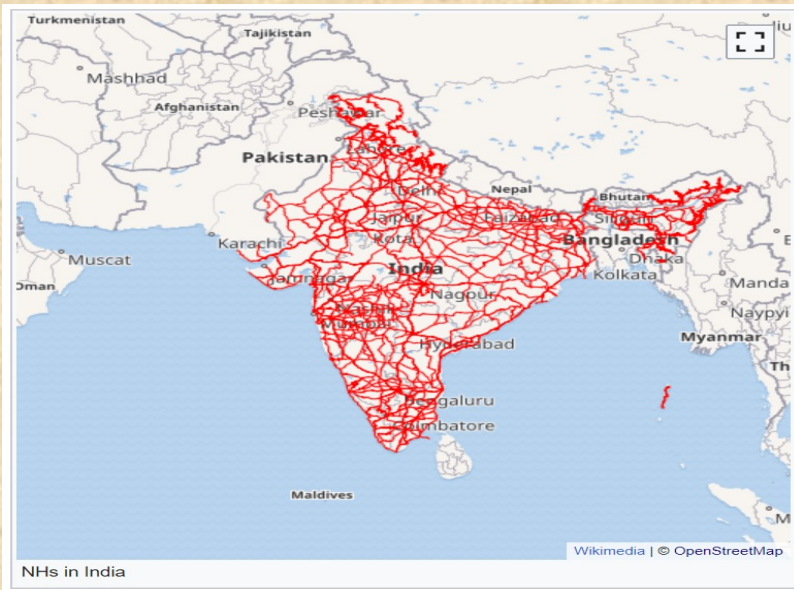 Turkmenistan
Tajikistan
Mashhad
Afghanistan
Peshawar
Lahore
Pakistan
Delhi
Nepal
Bhutan
Jaipur
Faizabad
Siliguri
Kota
Bangladesh
Karachi
Muscat
India
Dhaka
Oman
Jamnagar
Kolkata
Manda
Nagpur
Nashik
Mumbai
Naypyi
Myanmar
Hyderabad
Th
Bengaluru
Coimbatore
Maldives
M
Wikimedia | © OpenStreetMap
NHs in India